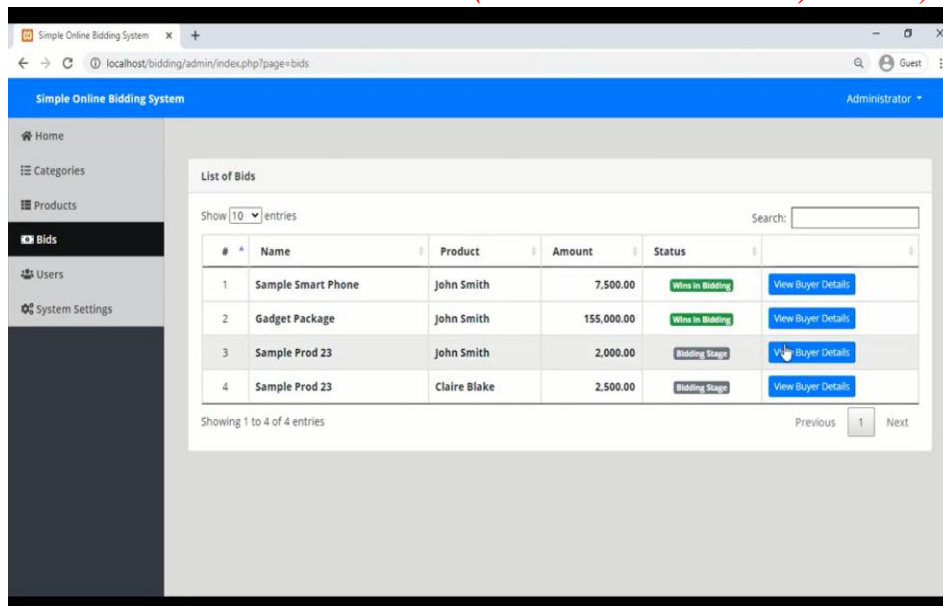 Simple Online Bidding System
localhost/bidding/admin/index.php?page=bids Guest
Simple Online Bidding System Administrator
Home
Categories
Products
Bids
Users
System Settings
List of Bids
Show 10 entries Search:
# Name Product Amount Status
1 Sample Smart Phone John Smith 7,500.00 Wins in Bidding View Buyer Details
2 Gadget Package John Smith 155,000.00 Wins in Bidding View Buyer Details
3 Sample Prod 23 John Smith 2,000.00 Bidding Stage View Buyer Details
4 Sample Prod 23 Claire Blake 2,500.00 Bidding Stage View Buyer Details
Showing 1 to 4 of 4 entries Previous 1 Next